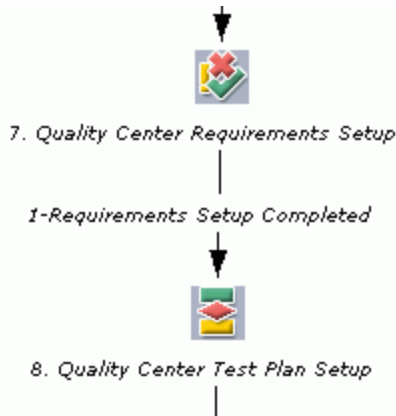 7. Quality Center Requirements Setup
1-Requirements Setup Completed
8. Quality Center Test Plan Setup